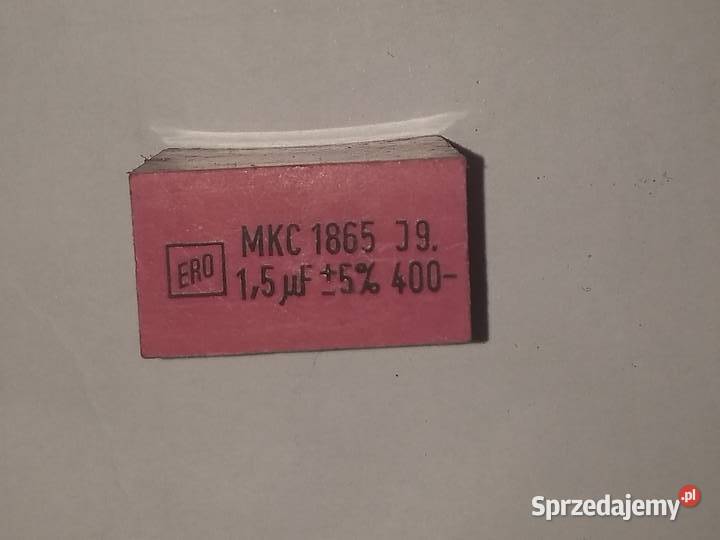 MKC 1865 J9.
ERO
1,5 µF ±5% 400-
Sprzedajemy.pl